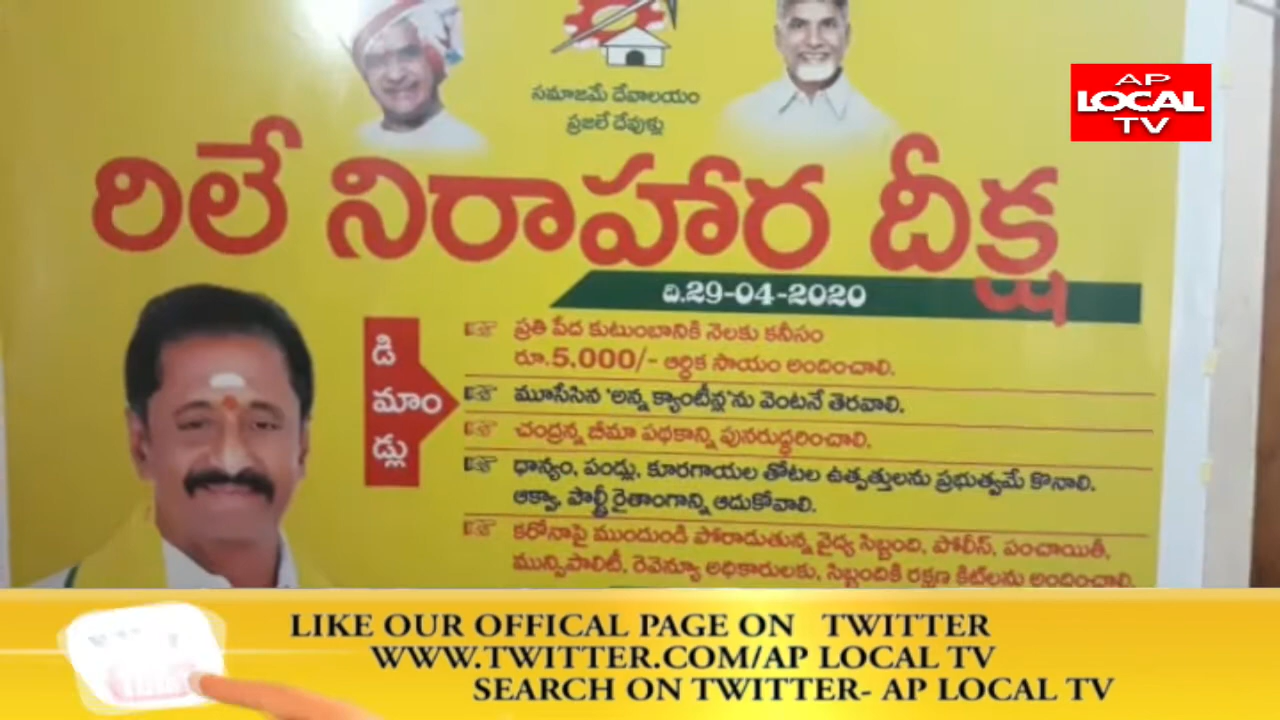 AP
LOCAL
TV
సమాజమే దేవాలయం
ప్రజలే దేవుళ్లు
రిలే నిరాహార దీక్ష
ది.29-04-2020
డి
మాం
డ్లు
ప్రతి పేద కుటుంబానికి నెలకు కనీసం
రూ.5,000/- ఆర్థిక సాయం అందించాలి.
మూసేసిన 'అన్న క్యాంటీన్ల'ను వెంటనే తెరవాలి.
చంద్రన్న బీమా పథకాన్ని పునరుద్ధరించాలి.
ధాన్యం, పండ్లు, కూరగాయల తోటల ఉత్పత్తులను ప్రభుత్వమే కొనాలి.
ఆక్వా, పౌల్ట్రీ రైతాంగాన్ని ఆదుకోవాలి.
కరోనాపై ముందుండి పోరాడుతున్న వైద్య సిబ్బంది, పోలీస్, పంచాయితీ,
మున్సిపాలిటీ, రెవెన్యూ అధికారులకు, సిబ్బందికి రక్షణ కిట్‌లను అందించాలి.
LIKE OUR OFFICAL PAGE ON TWITTER
WWW.TWITTER.COM/AP LOCAL TV
SEARCH ON TWITTER- AP LOCAL TV